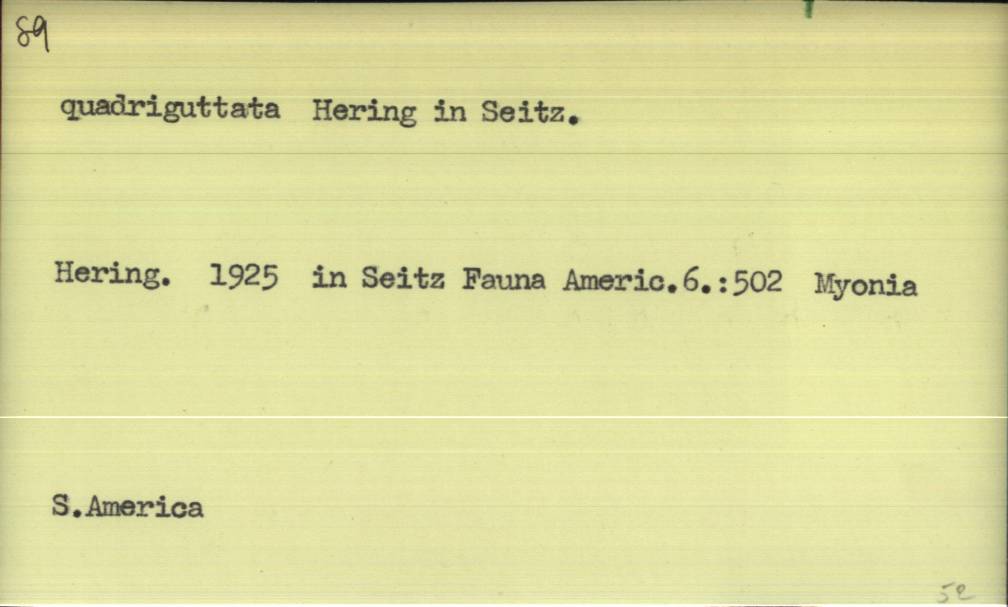 89
quadriguttata Hering in Seitz.
Hering. 1925 in Seitz Fauna Americ.6.:502 Myonia
S.America
52